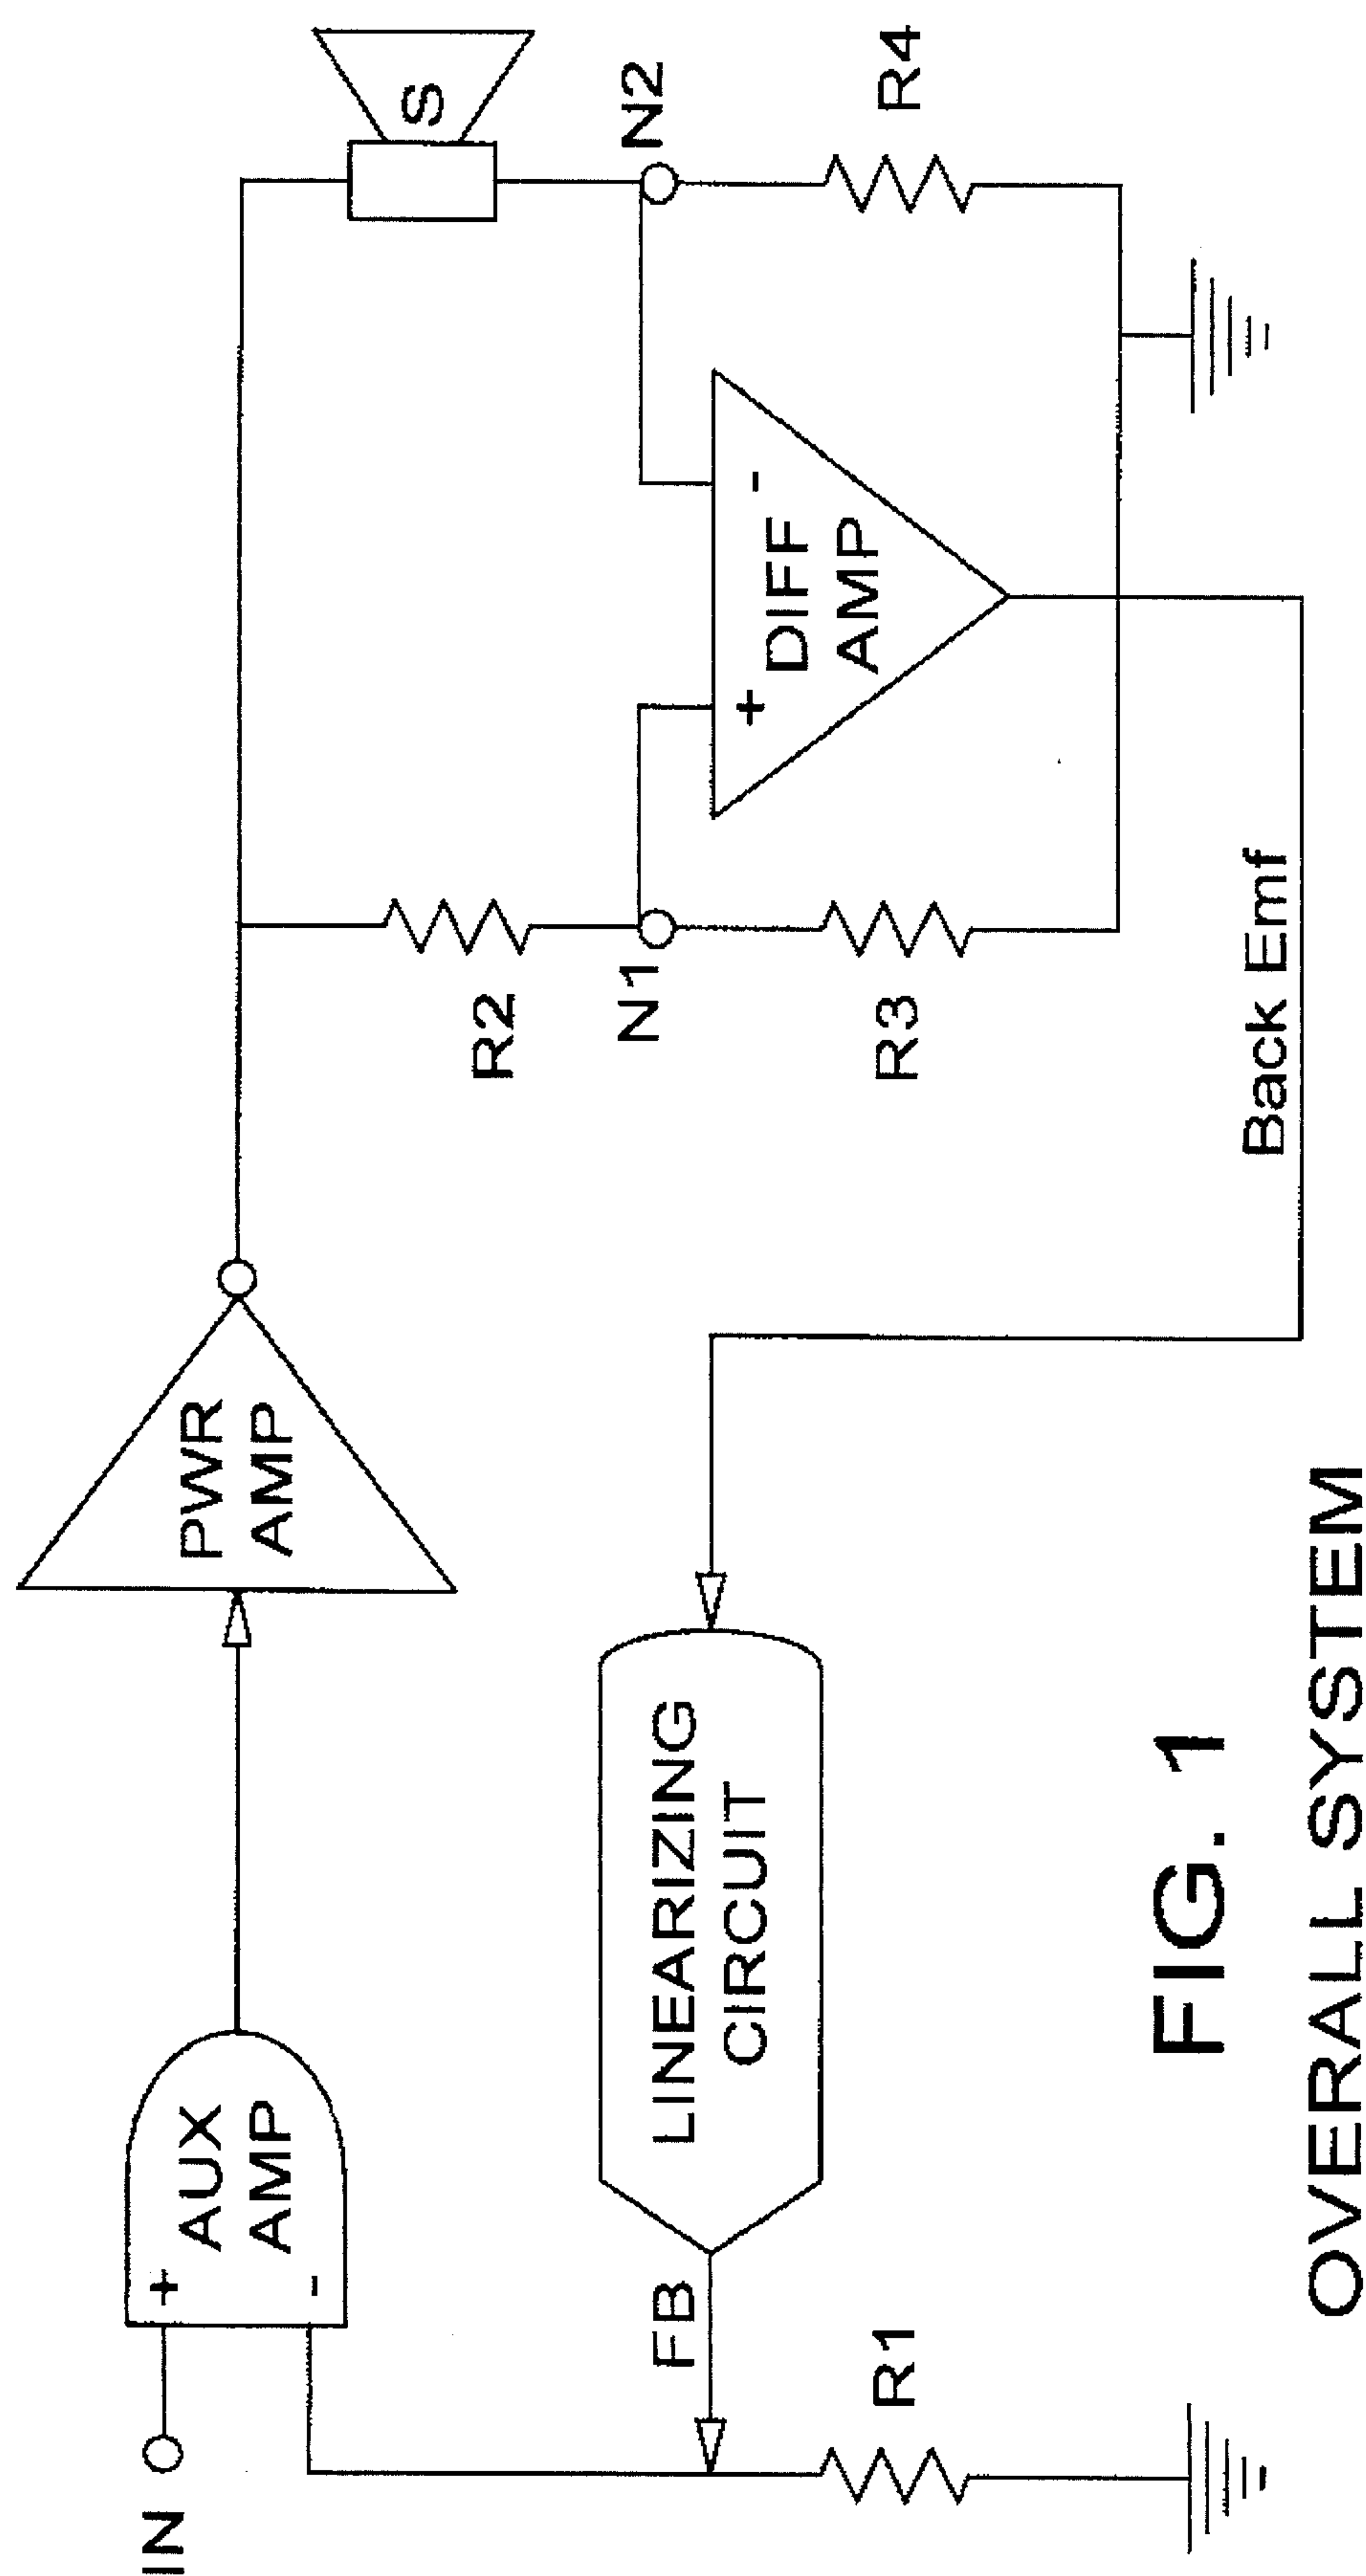 IN
+
-
AUX
AMP
PWR
AMP
S
R2
N1
N2
+
-
DIFF
AMP
R3
R4
FB
LINEARIZING
CIRCUIT
R1
Back Emf
FIG. 1
OVERALL SYSTEM